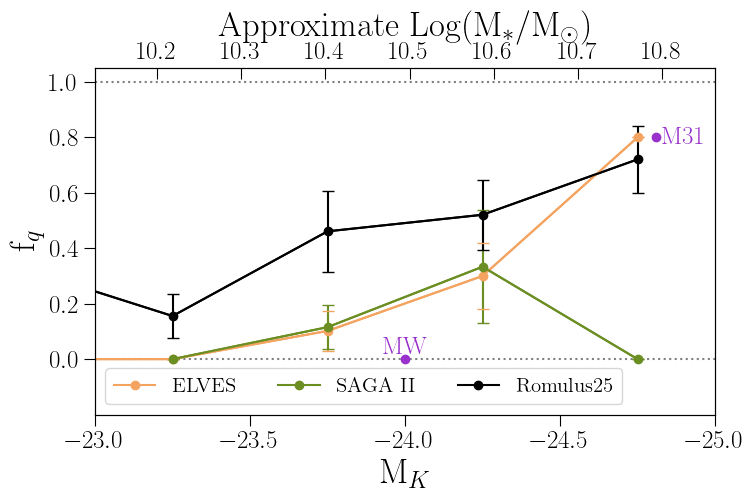 Approximate Log(M*/M☉)
10.2 10.3 10.4 10.5 10.6 10.7 10.8
1.0
0.8
0.6
0.4
0.2
0.0
f_q
M31
MW
ELVES SAGA II Romulus25
−23.0 −23.5 −24.0 −24.5 −25.0
M_K